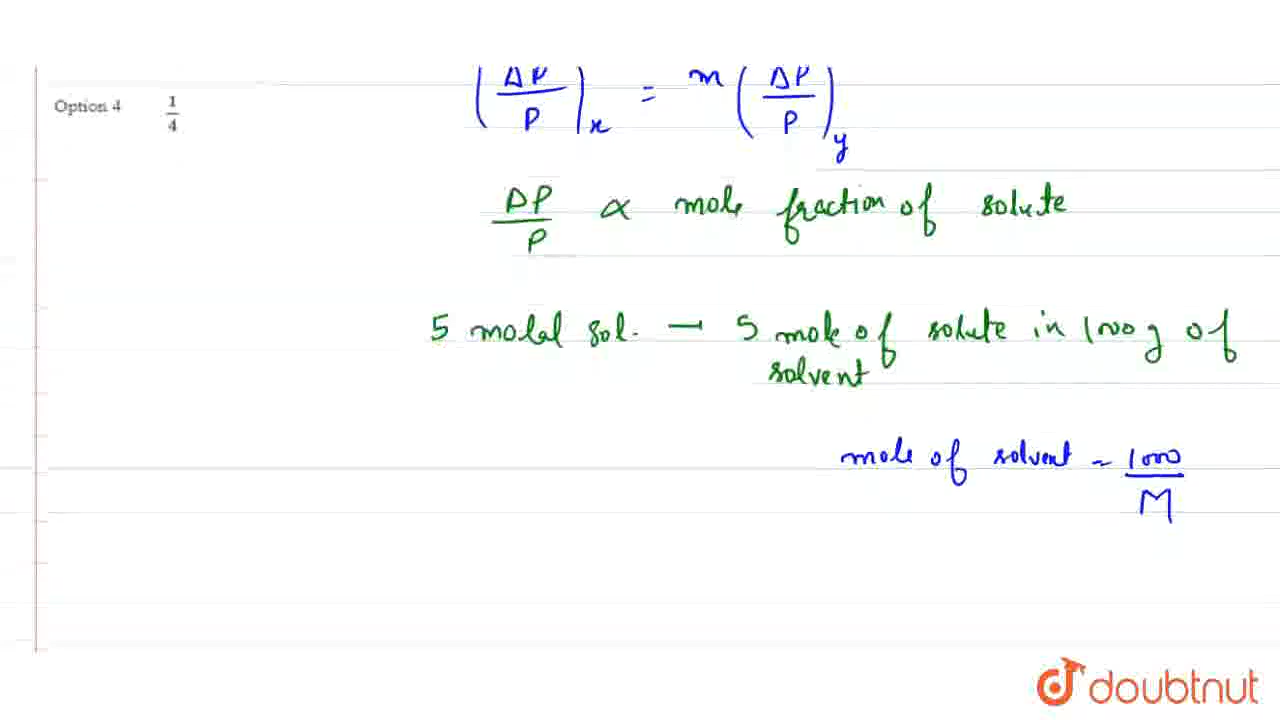 Option 4 1/4
(ΔP/P)x = m (ΔP/P)y
ΔP/P ∝ mole fraction of solute
5 molal sol. → 5 mole of solute in 1000g of
solvent
mole of solvent = 1000/M
doubtnut